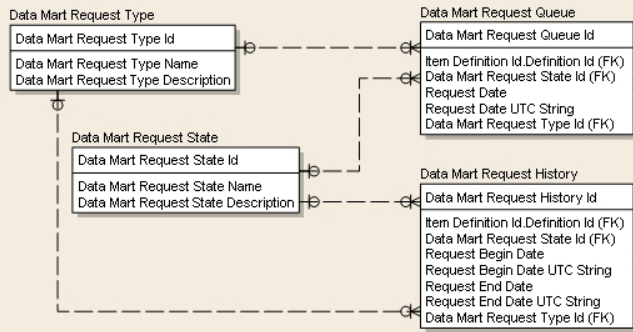 Data Mart Request Type
Data Mart Request Type Id
Data Mart Request Type Name
Data Mart Request Type Description
Data Mart Request State
Data Mart Request State Id
Data Mart Request State Name
Data Mart Request State Description
Data Mart Request Queue
Data Mart Request Queue Id
Item Definition Id.Definition Id (FK)
Data Mart Request State Id (FK)
Request Date
Request Date UTC String
Data Mart Request Type Id (FK)
Data Mart Request History
Data Mart Request History Id
Item Definition Id.Definition Id (FK)
Data Mart Request State Id (FK)
Request Begin Date
Request Begin Date UTC String
Request End Date
Request End Date UTC String
Data Mart Request Type Id (FK)